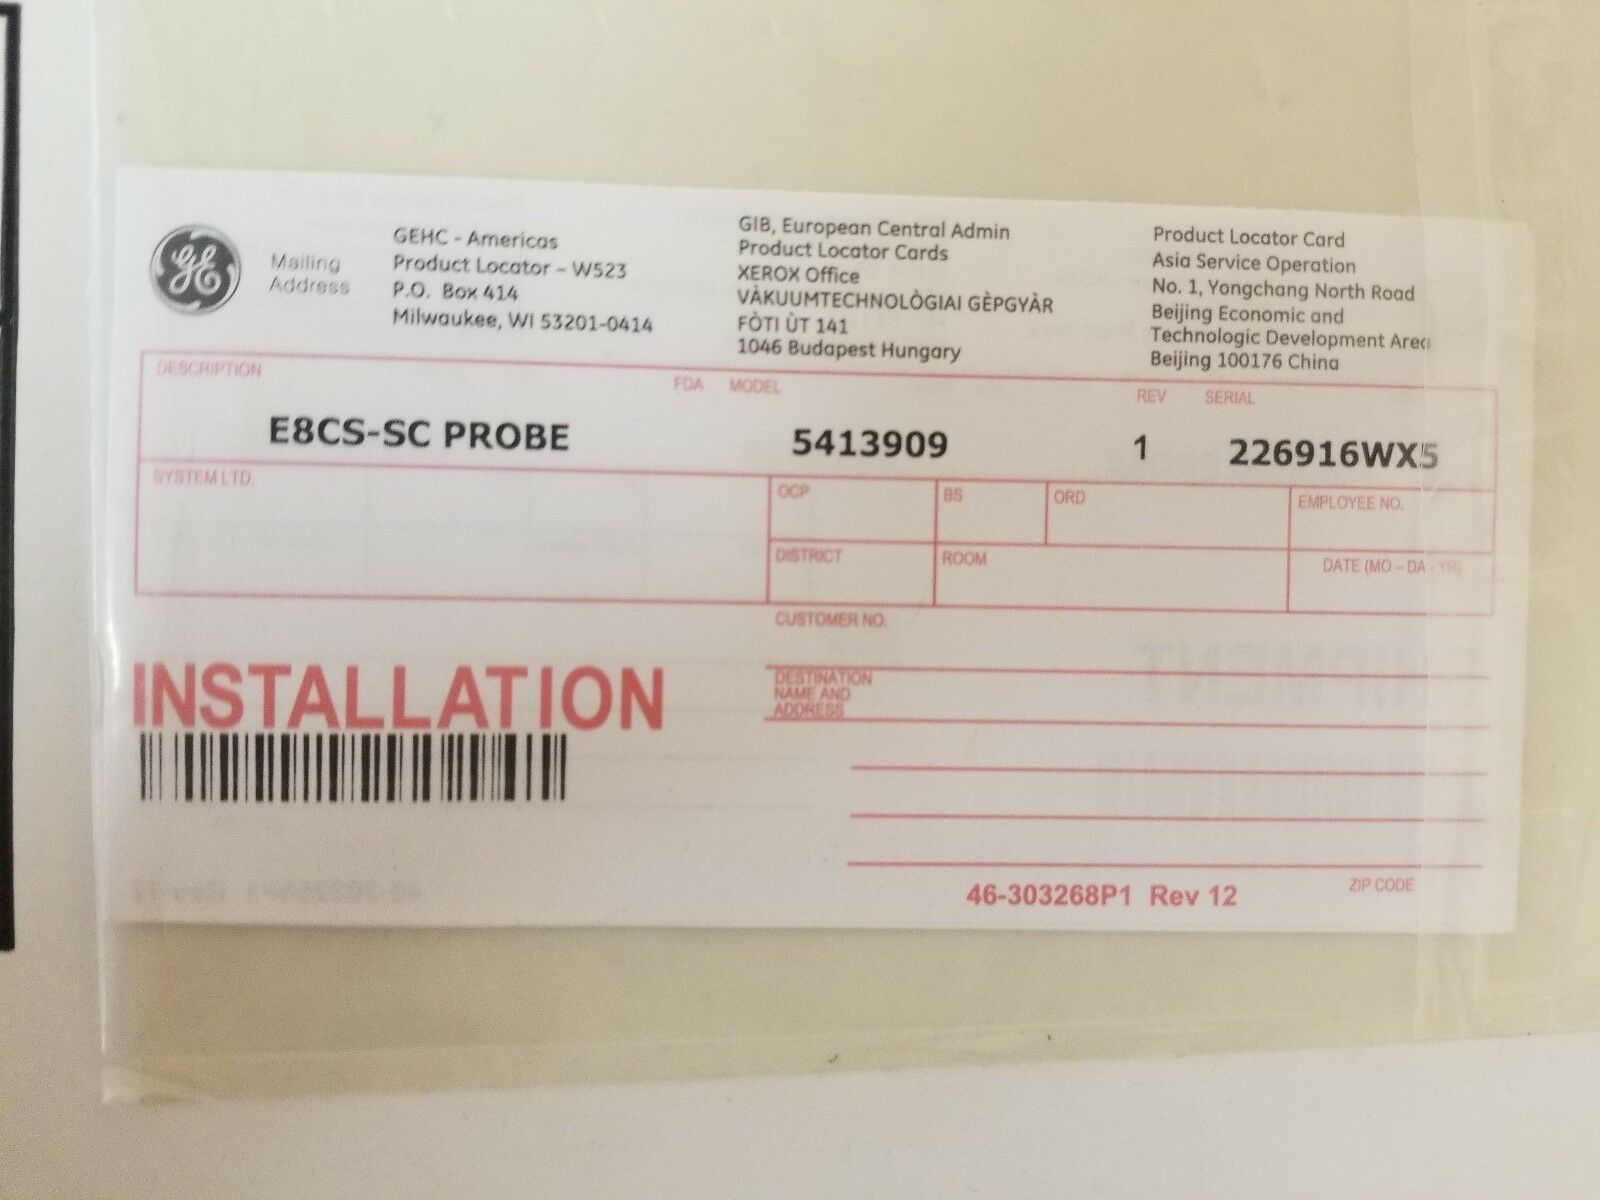 GE
Mailing
Address
GEHC - Americas
Product Locator – W523
P.O. Box 414
Milwaukee, WI 53201-0414
GIB, European Central Admin
Product Locator Cards
XEROX Office
VÀKUUMTECHNOLÒGIAI GÈPGYÀR
FÒTI ÙT 141
1046 Budapest Hungary
Product Locator Card
Asia Service Operation
No. 1, Yongchang North Road
Beijing Economic and
Technologic Development Area
Beijing 100176 China
DESCRIPTION FDA MODEL REV SERIAL
E8CS-SC PROBE 5413909 1 226916WX5
SYSTEM LTD. OCP BS ORD EMPLOYEE NO.
DISTRICT ROOM DATE (MO – DA - YR)
CUSTOMER NO.
INSTALLATION
DESTINATION
NAME AND
ADDRESS
46-303268P1 Rev 12
ZIP CODE